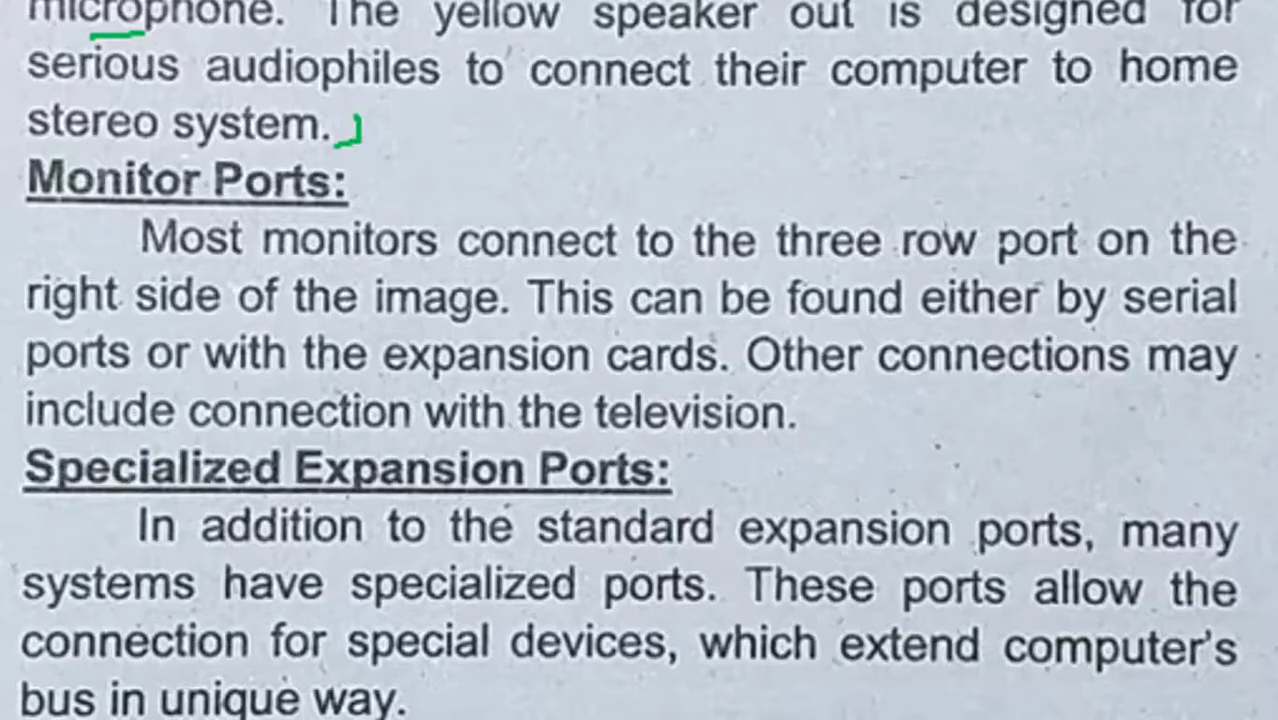 microphone. The yellow speaker out is designed for
serious audiophiles to connect their computer to home
stereo system.
Monitor Ports:
Most monitors connect to the three row port on the
right side of the image. This can be found either by serial
ports or with the expansion cards. Other connections may
include connection with the television.
Specialized Expansion Ports:
In addition to the standard expansion ports, many
systems have specialized ports. These ports allow the
connection for special devices, which extend computer's
bus in unique way.